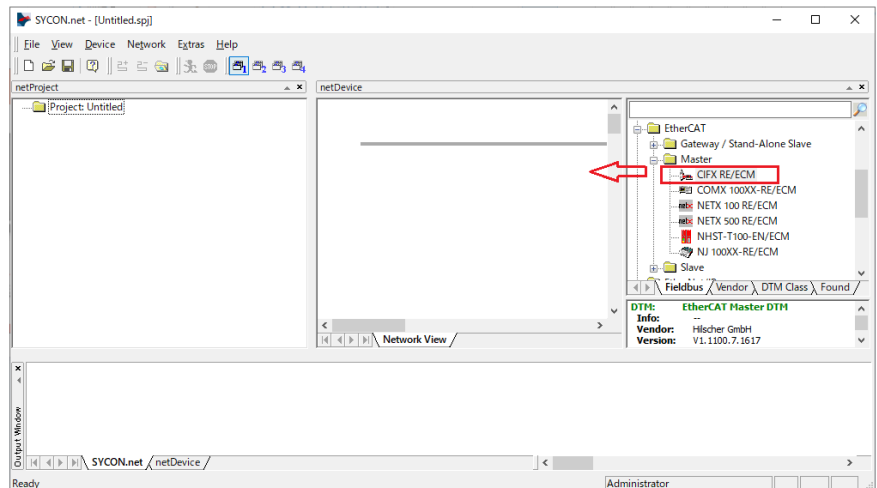 SYCON.net - [Untitled.spj]
File View Device Network Extras Help
netProject
netDevice
Project: Untitled
EtherCAT
Gateway / Stand-Alone Slave
Master
CIFX RE/ECM
COMX 100XX-RE/ECM
NETX 100 RE/ECM
NETX 500 RE/ECM
NHST-T100-EN/ECM
NJ 100XX-RE/ECM
Slave
Fieldbus Vendor DTM Class Found
DTM: EtherCAT Master DTM
Info: --
Vendor: Hilscher GmbH
Version: V1.1100.7.1617
Network View
Output Window
SYCON.net netDevice
Ready
Administrator